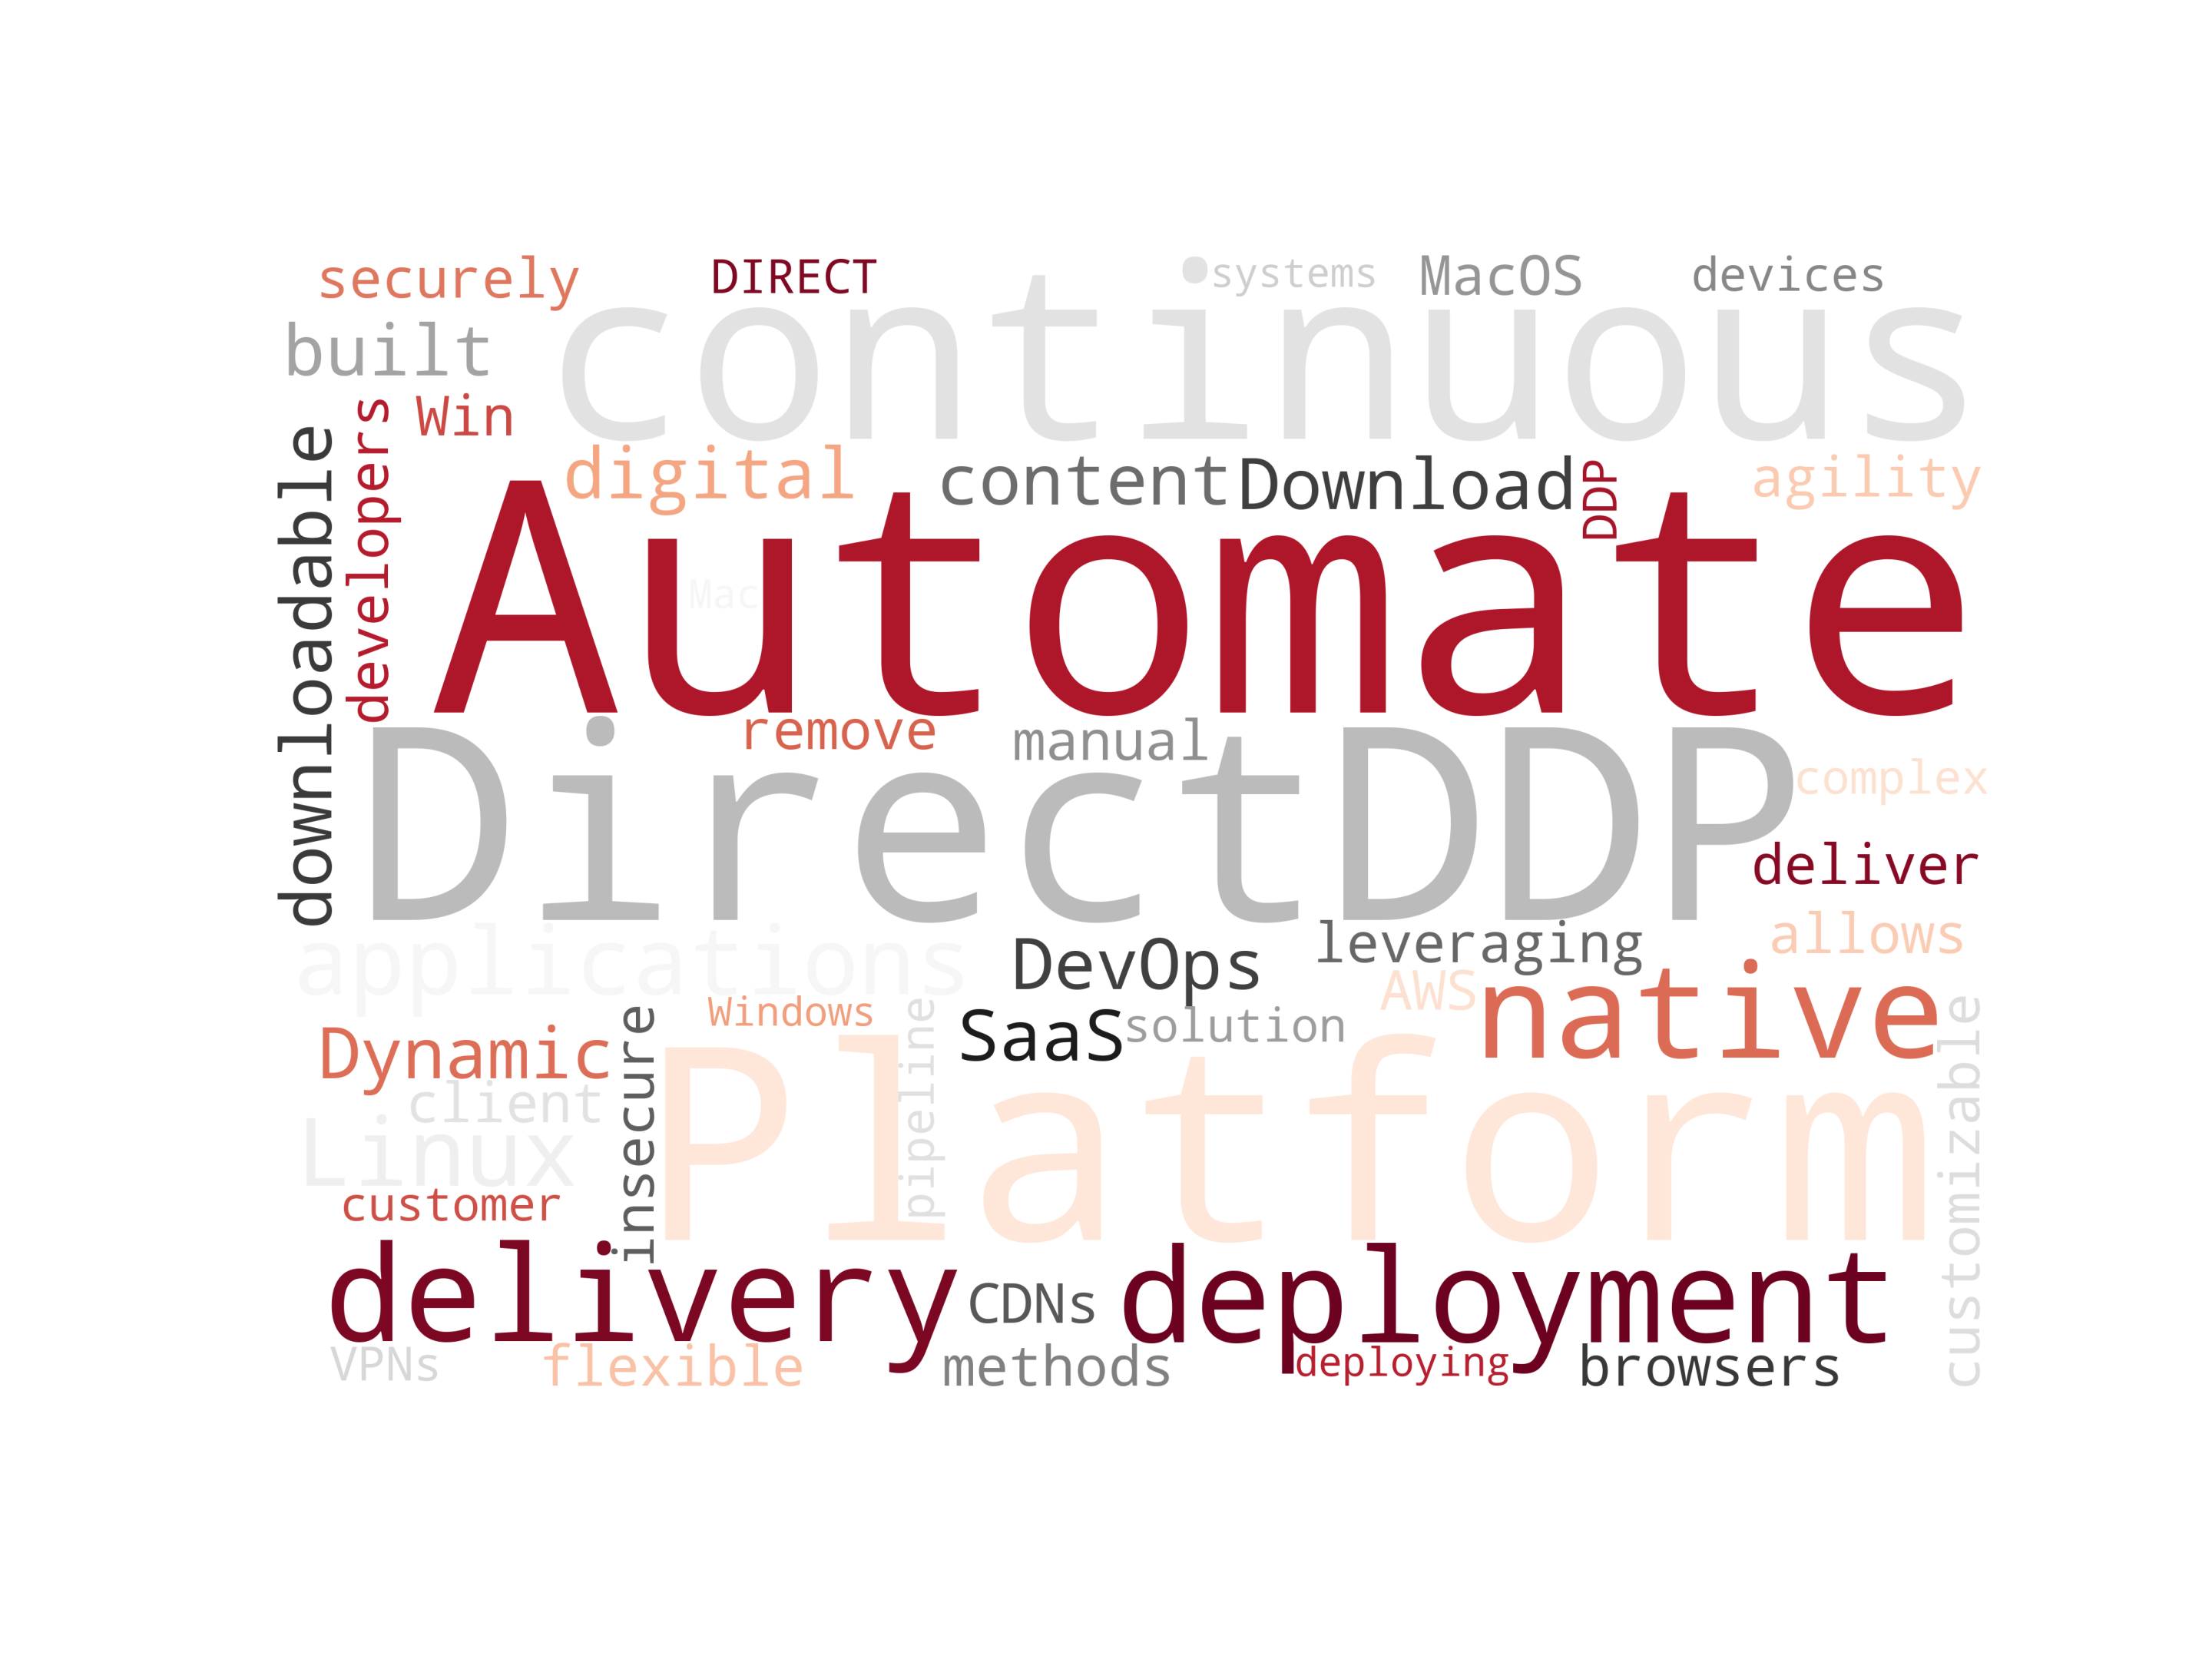 securely
DIRECT
systems
MacOS
devices
continuous
built
Win
developers
downloadable
digital
content
Download
DDP
agility
Automate
Mac
remove
manual
DirectDDP
complex
deliver
applications
DevOps
leveraging
allows
AWS
native
Windows
SaaS
solution
Dynamic
insecure
pipeline
Platform
customizable
client
Linux
customer
delivery
CDNs
deployment
VPNs
flexible
methods
deploying
browsers